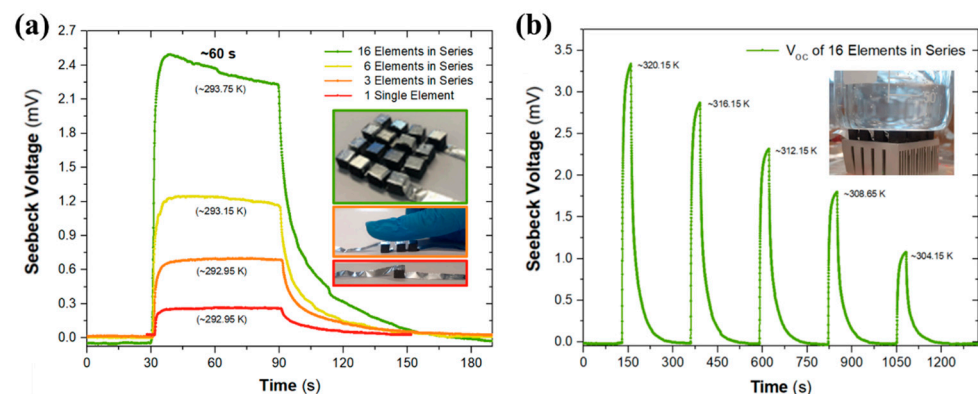 (a)
2.7
2.4
2.1
1.8
1.5
1.2
0.9
0.6
0.3
0.0
Seebeck Voltage (mV)
~60 s
(~293.75 K)
(~293.15 K)
(~292.95 K)
(~292.95 K)
16 Elements in Series
6 Elements in Series
3 Elements in Series
1 Single Element
0 30 60 90 120 150 180
Time (s)
(b)
3.5
3.0
2.5
2.0
1.5
1.0
0.5
0.0
Seebeck Voltage (mV)
VOC of 16 Elements in Series
~320.15 K
~316.15 K
~312.15 K
~308.65 K
~304.15 K
0 150 300 450 600 750 900 1050 1200
Time (s)